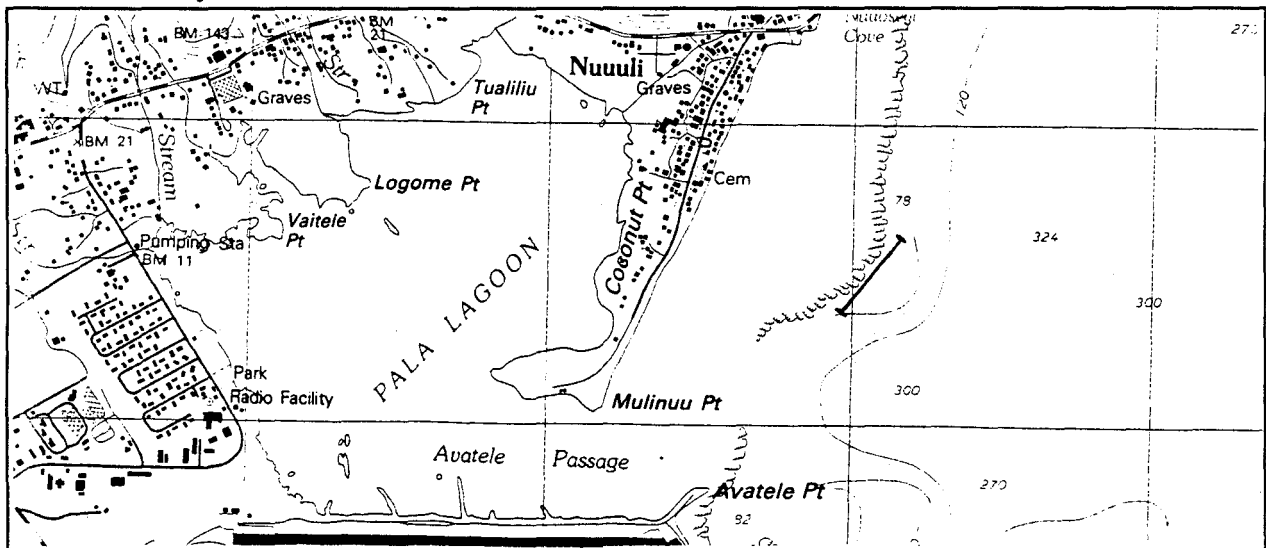 BM
21
BM 143
Cove
270
Nuuuli
WT
Str
Tualiliu
Pt
Graves
Graves
120
BM 21
Stream
Logome Pt
Cem
Coconut Pt
78
Vaitele
Pt
Pumping Sta
BM 11
324
PALA LAGOON
300
Park
Radio Facility
300
Mulinuu Pt
Avatele Passage
Avatele Pt
270
92